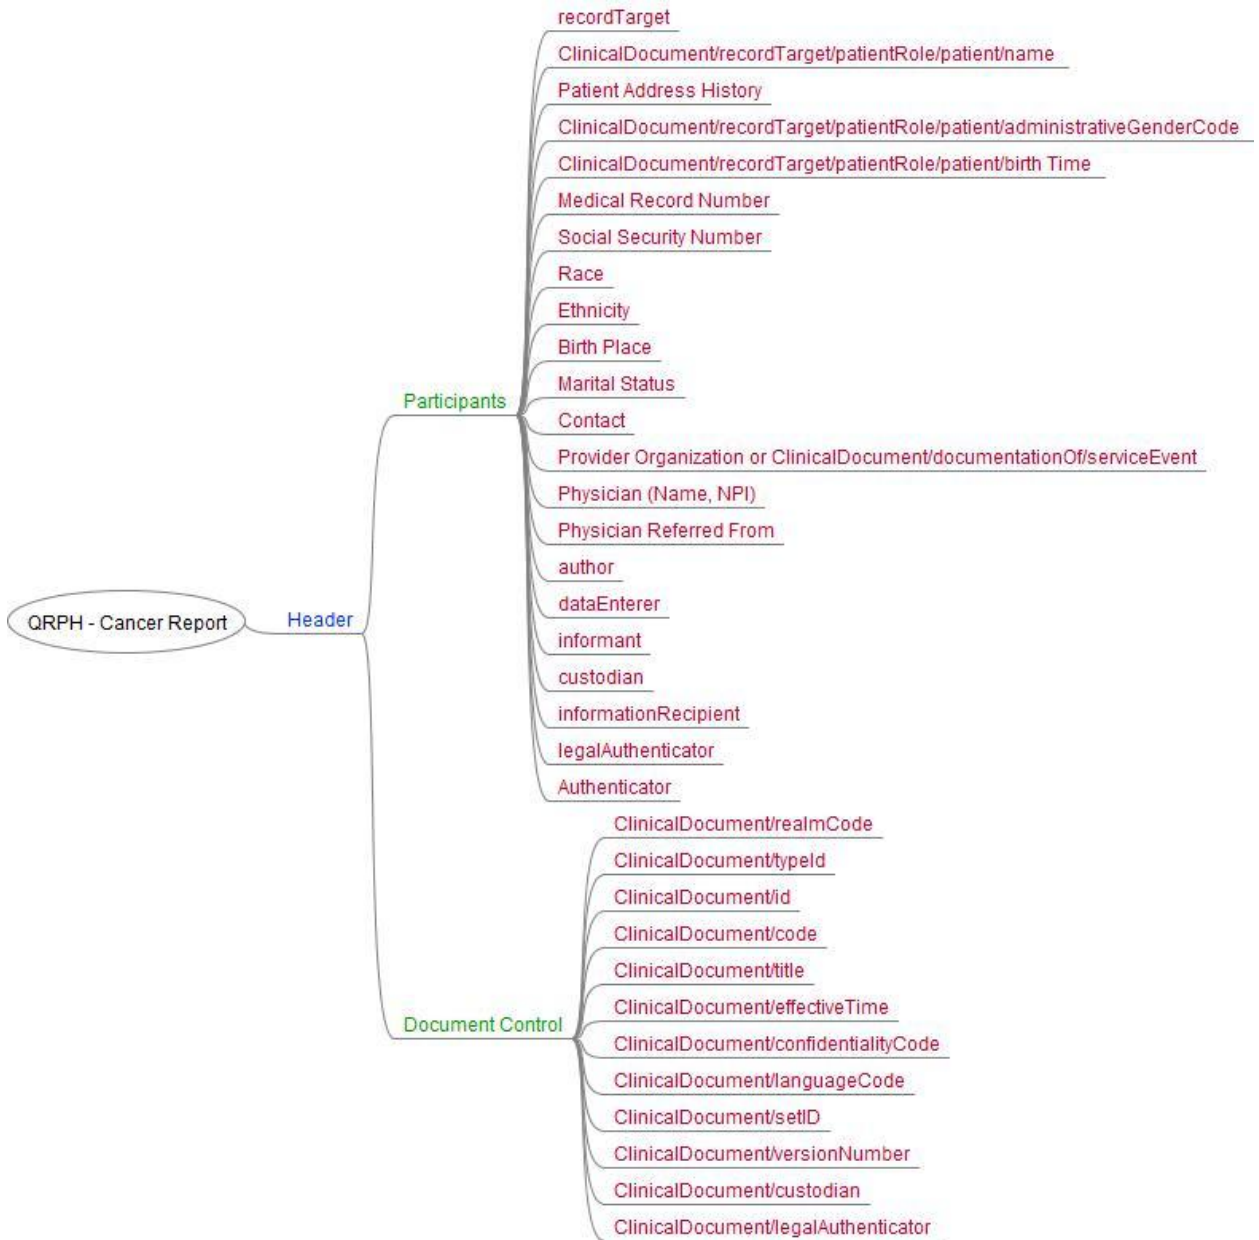 recordTarget
ClinicalDocument/recordTarget/patientRole/patient/name
Patient Address History
ClinicalDocument/recordTarget/patientRole/patient/administrativeGenderCode
ClinicalDocument/recordTarget/patientRole/patient/birth Time
Medical Record Number
Social Security Number
Race
Ethnicity
Birth Place
Marital Status
Participants
Contact
Provider Organization or ClinicalDocument/documentationOf/serviceEvent
Physician (Name, NPI)
Physician Referred From
author
dataEnterer
QRPH - Cancer Report
Header
informant
custodian
informationRecipient
legalAuthenticator
Authenticator
ClinicalDocument/realmCode
ClinicalDocument/typeId
ClinicalDocument/id
ClinicalDocument/code
ClinicalDocument/title
ClinicalDocument/effectiveTime
Document Control
ClinicalDocument/confidentialityCode
ClinicalDocument/languageCode
ClinicalDocument/setID
ClinicalDocument/versionNumber
ClinicalDocument/custodian
ClinicalDocument/legalAuthenticator